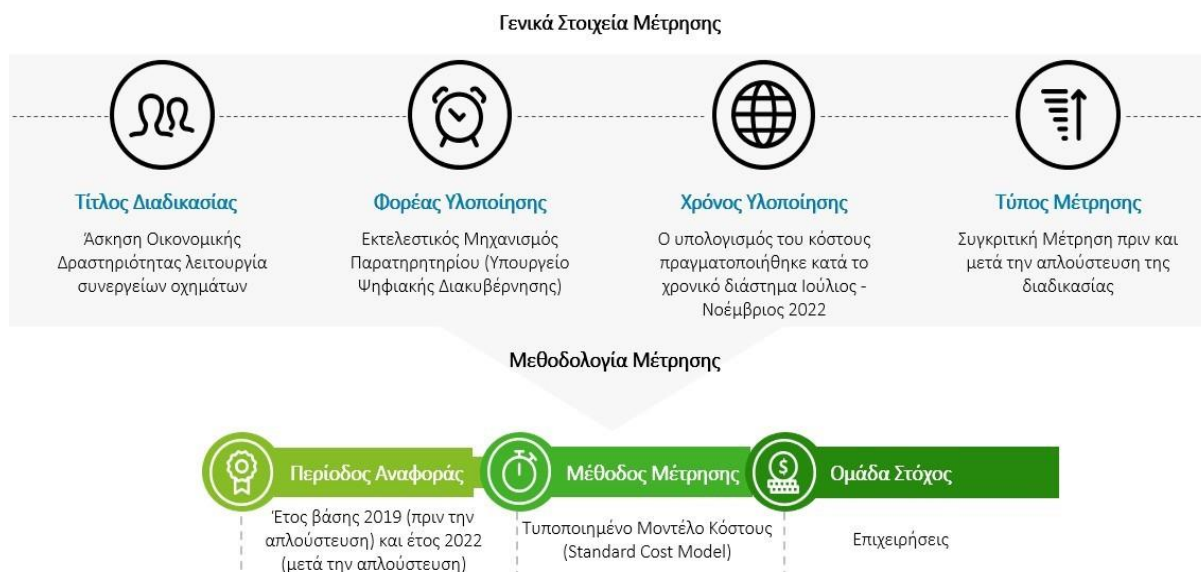 Γενικά Στοιχεία Μέτρησης
Τίτλος Διαδικασίας
Άσκηση Οικονομικής
Δραστηριότητας λειτουργία
συνεργείων οχημάτων
Φορέας Υλοποίησης
Εκτελεστικός Μηχανισμός
Παρατηρητηρίου (Υπουργείο
Ψηφιακής Διακυβέρνησης)
Χρόνος Υλοποίησης
Ο υπολογισμός του κόστους
πραγματοποιήθηκε κατά το
χρονικό διάστημα Ιούλιος -
Νοέμβριος 2022
Τύπος Μέτρησης
Συγκριτική Μέτρηση πριν και
μετά την απλούστευση της
διαδικασίας
Μεθοδολογία Μέτρησης
Περίοδος Αναφοράς
Έτος βάσης 2019 (πριν την
απλούστευση) και έτος 2022
(μετά την απλούστευση)
Μέθοδος Μέτρησης
Τυποποιημένο Μοντέλο Κόστους
(Standard Cost Model)
$
Ομάδα Στόχος
Επιχειρήσεις